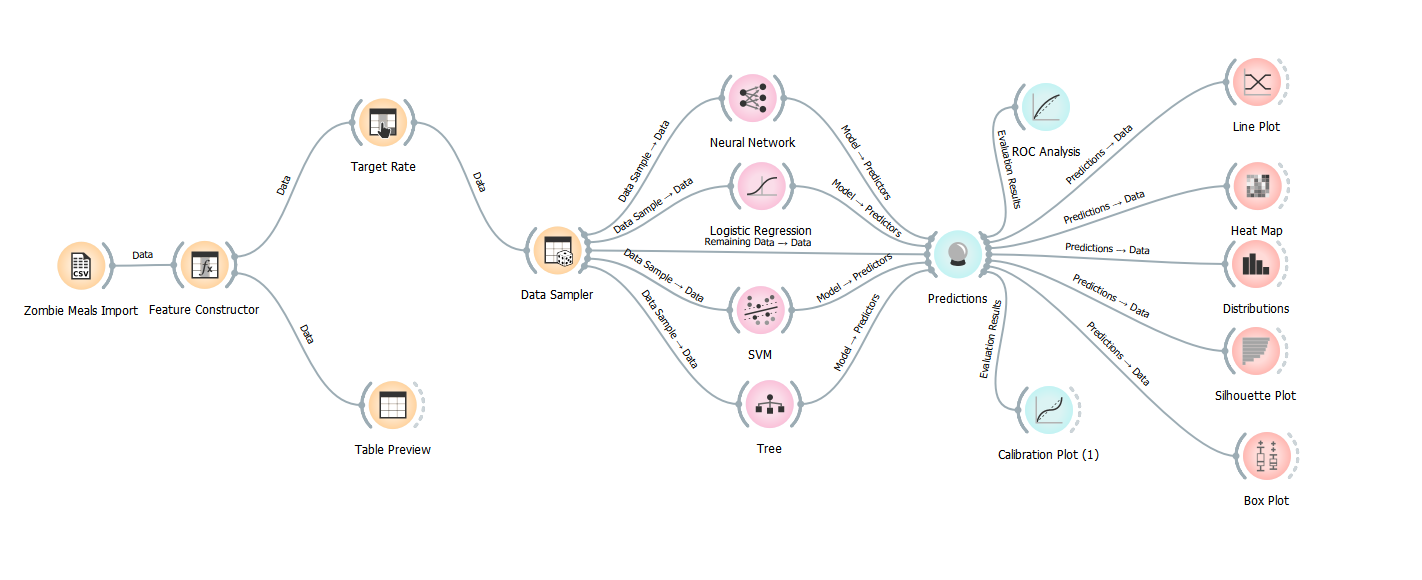 CSV
Zombie Meals Import
Data
fx
Feature Constructor
Data
Data
Target Rate
Table Preview
Data
Data Sampler
Data Sample → Data
Data Sample → Data
Remaining Data → Data
Data Sample → Data
Data Sample → Data
Neural Network
Logistic Regression
SVM
Tree
Model → Predictors
Model → Predictors
Model → Predictors
Model → Predictors
Predictions
Evaluation Results
ROC Analysis
Evaluation Results
Calibration Plot (1)
Predictions → Data
Line Plot
Predictions → Data
Heat Map
Predictions → Data
Distributions
Predictions → Data
Silhouette Plot
Predictions → Data
Box Plot